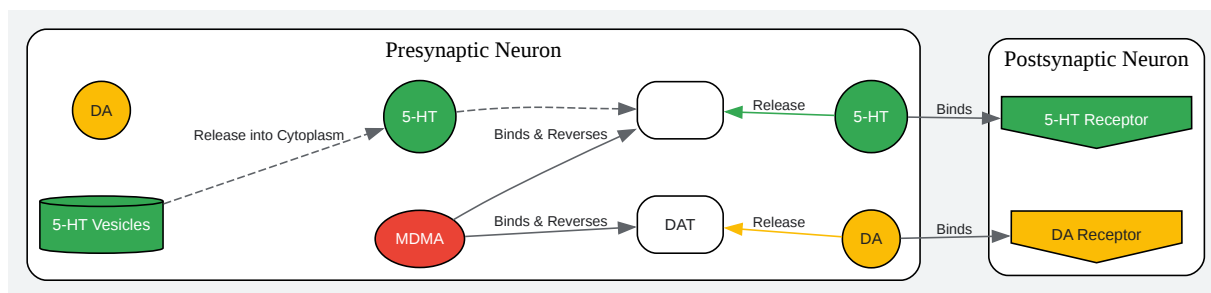 Presynaptic Neuron
Postsynaptic Neuron
DA
5-HT
Release
5-HT
Binds
5-HT Receptor
Release into Cytoplasm
Binds & Reverses
5-HT Vesicles
MDMA
Binds & Reverses
DAT
Release
DA
Binds
DA Receptor